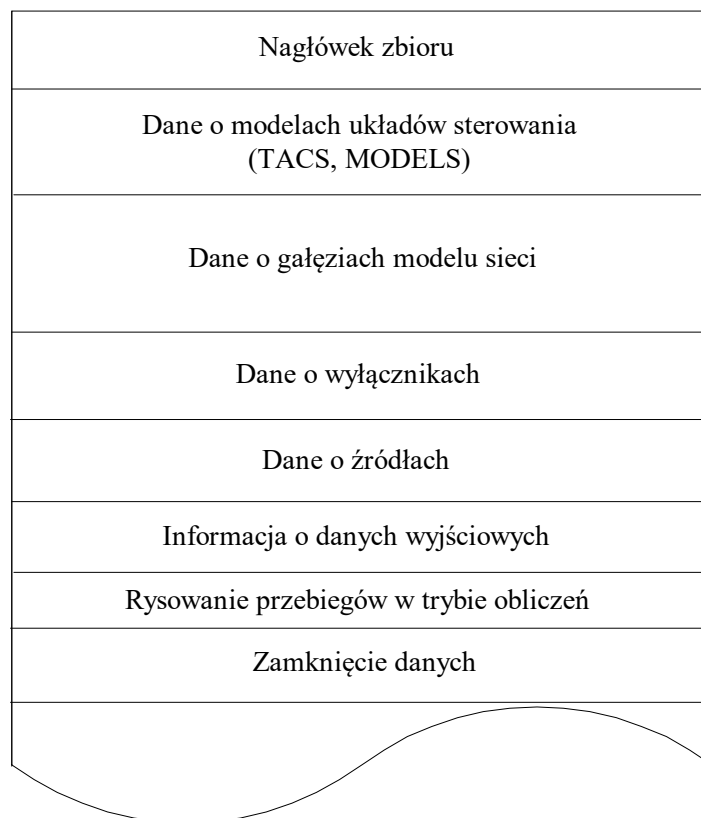 Nagłówek zbioru
Dane o modelach układów sterowania
(TACS, MODELS)
Dane o gałęziach modelu sieci
Dane o wyłącznikach
Dane o źródłach
Informacja o danych wyjściowych
Rysowanie przebiegów w trybie obliczeń
Zamknięcie danych